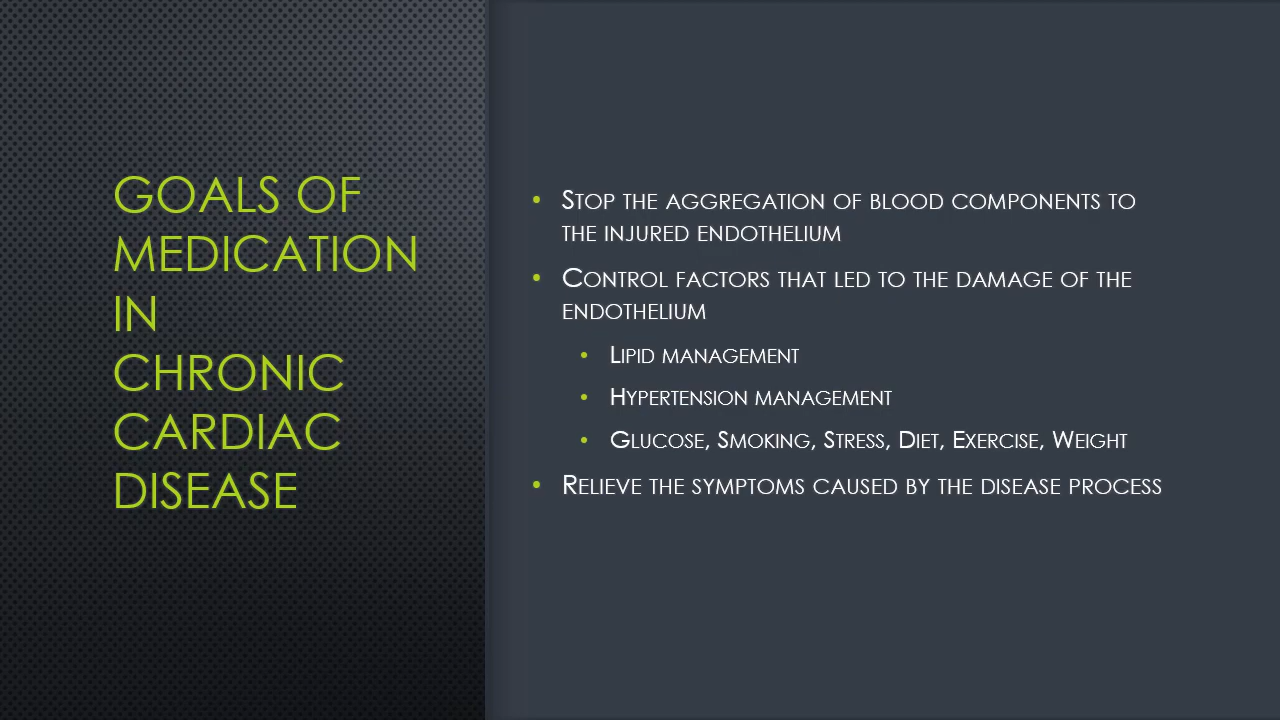 GOALS OF
MEDICATION
IN
CHRONIC
CARDIAC
DISEASE
• Stop the aggregation of blood components to
the injured endothelium
• Control factors that led to the damage of the
endothelium
• Lipid management
• Hypertension management
• Glucose, Smoking, Stress, Diet, Exercise, Weight
• Relieve the symptoms caused by the disease process